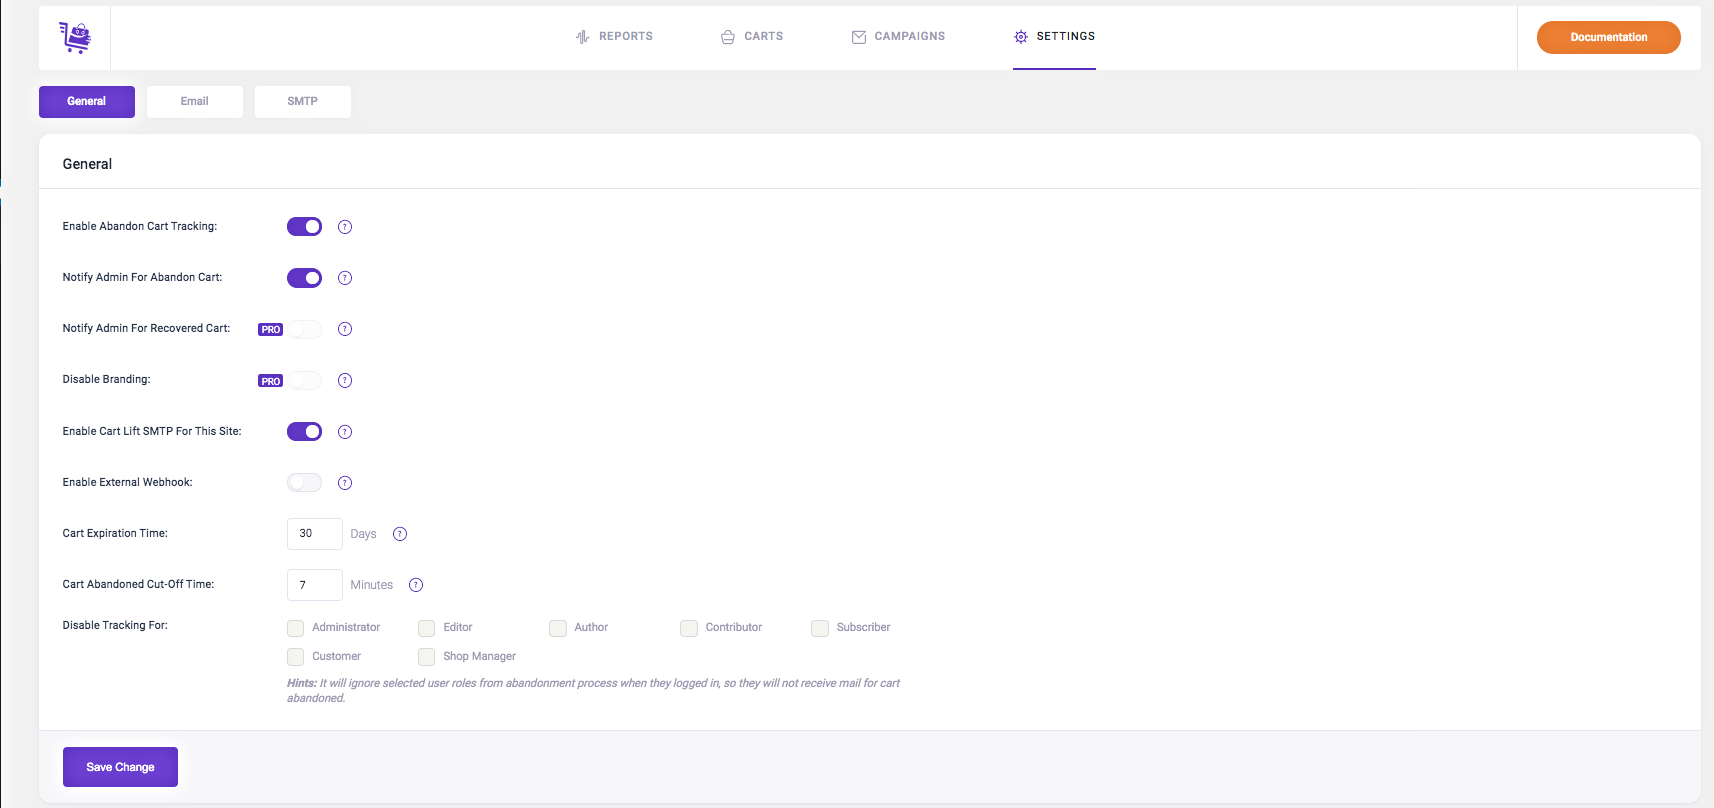 REPORTS
CARTS
CAMPAIGNS
SETTINGS
Documentation
General
Email
SMTP
General
Enable Abandon Cart Tracking:
?
Notify Admin For Abandon Cart:
?
Notify Admin For Recovered Cart:
PRO
?
Disable Branding:
PRO
?
Enable Cart Lift SMTP For This Site:
?
Enable External Webhook:
?
Cart Expiration Time:
30
Days
?
Cart Abandoned Cut-Off Time:
7
Minutes
?
Disable Tracking For:
Administrator
Editor
Author
Contributor
Subscriber
Customer
Shop Manager
Hints: It will ignore selected user roles from abandonment process when they logged in, so they will not receive mail for cart
abandoned.
Save Change